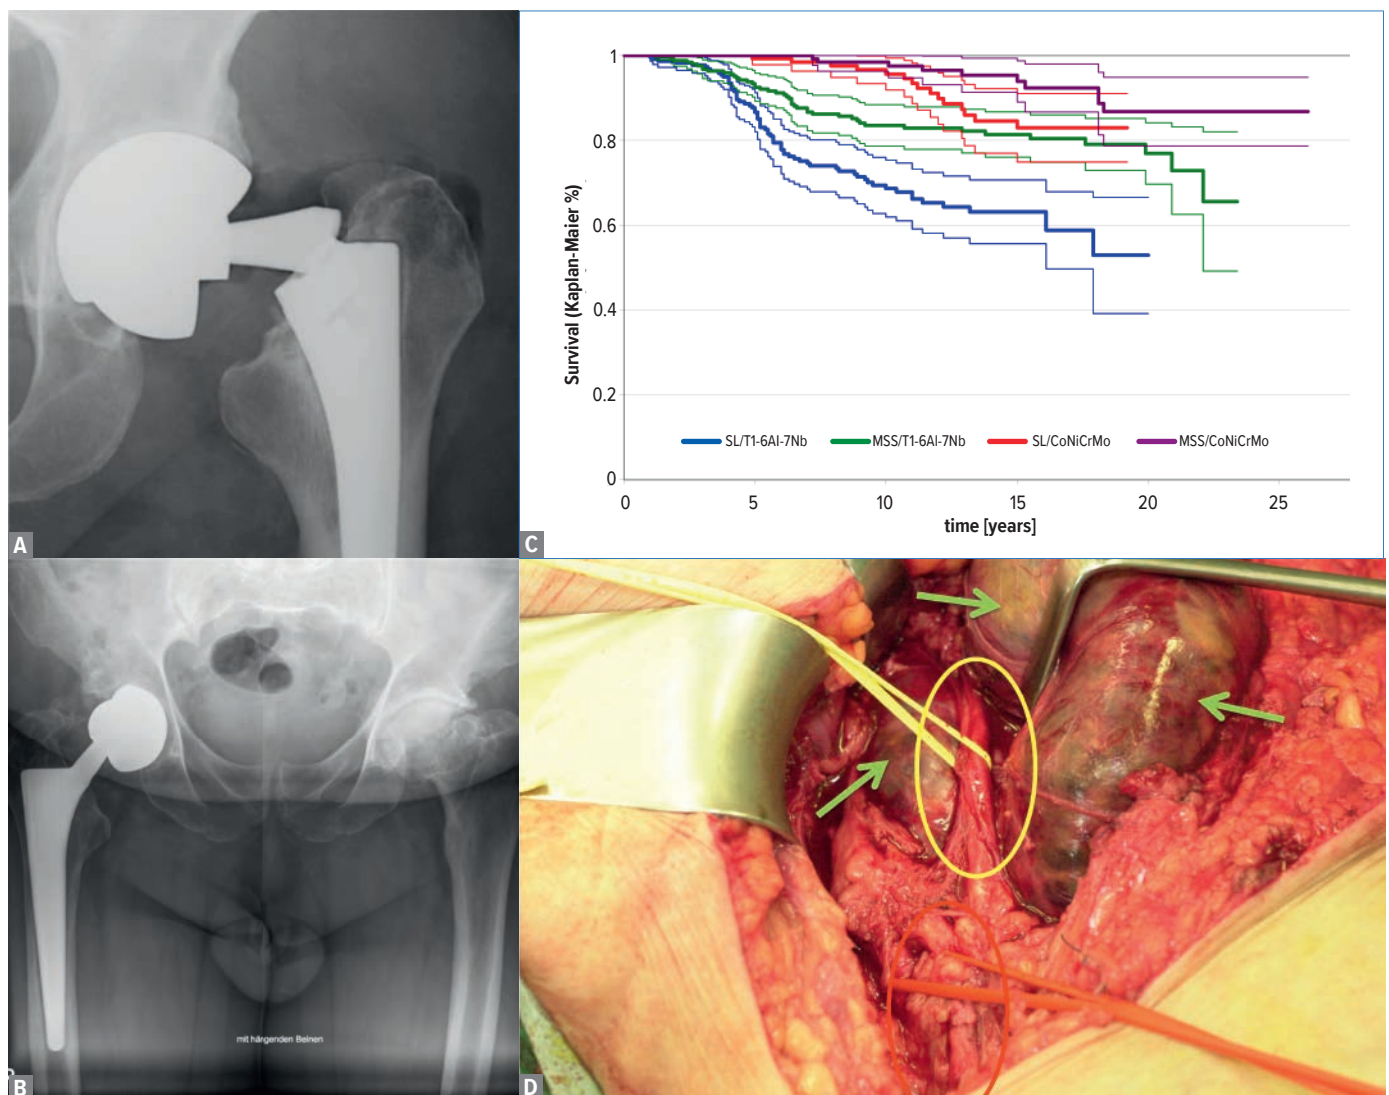 A
1
0.8
0.6
0.4
0.2
0
Survival (Kaplan-Maier %)
SL/T1-6Al-7Nb
MSS/T1-6Al-7Nb
SL/CoNiCrMo
MSS/CoNiCrMo
0 5 10 15 20 25
time [years]
C
mit härgenden Beinen
B
D